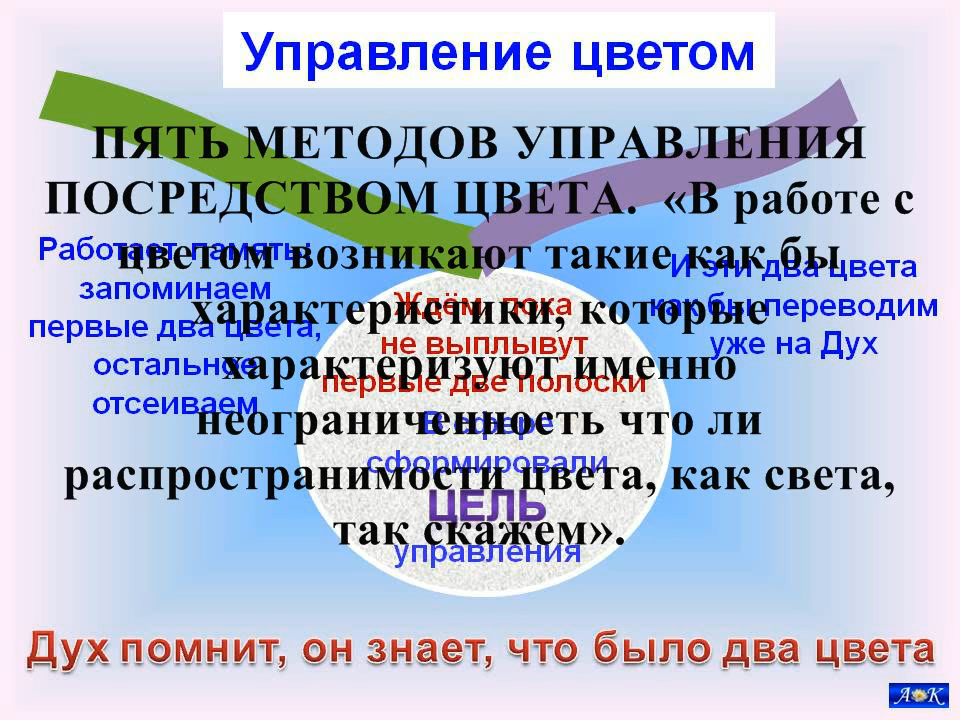 Управление цветом
ПЯТЬ МЕТОДОВ УПРАВЛЕНИЯ
ПОСРЕДСТВОМ ЦВЕТА. «В работе с
цветом возникают такие как бы
характеристики, которые
характеризуют именно
неограниченность что ли
распространимости цвета, как света,
так скажем».
Работает память:
запоминаем
первые два цвета,
остальное
отсеиваем
Ждём, пока
не выплывут
первые две полоски
В сфере
сформировали
ЦЕЛЬ
управления
И эти два цвета
как бы переводим
уже на Дух
Дух помнит, он знает, что было два цвета
А К